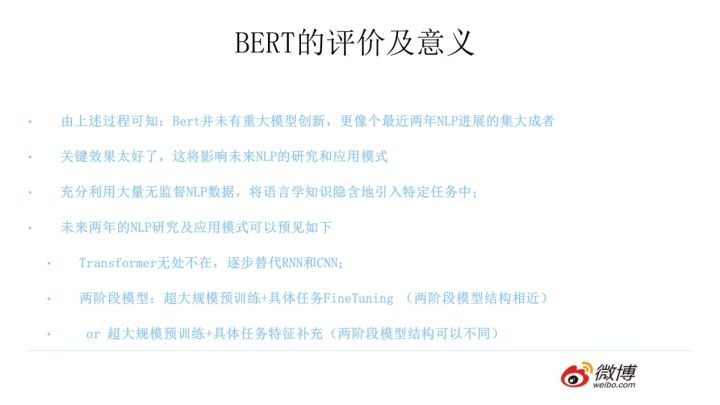 BERT的评价及意义
• 由上述过程可知：Bert并未有重大模型创新，更像个最近两年NLP进展的集大成者
• 关键效果太好了，这将影响未来NLP的研究和应用模式
• 充分利用大量无监督NLP数据，将语言学知识隐含地引入特定任务中；
• 未来两年的NLP研究及应用模式可以预见如下
• Transformer无处不在，逐步替代RNN和CNN；
• 两阶段模型：超大规模预训练+具体任务FineTuning （两阶段模型结构相近）
• or 超大规模预训练+具体任务特征补充（两阶段模型结构可以不同）
微博
weibo.com